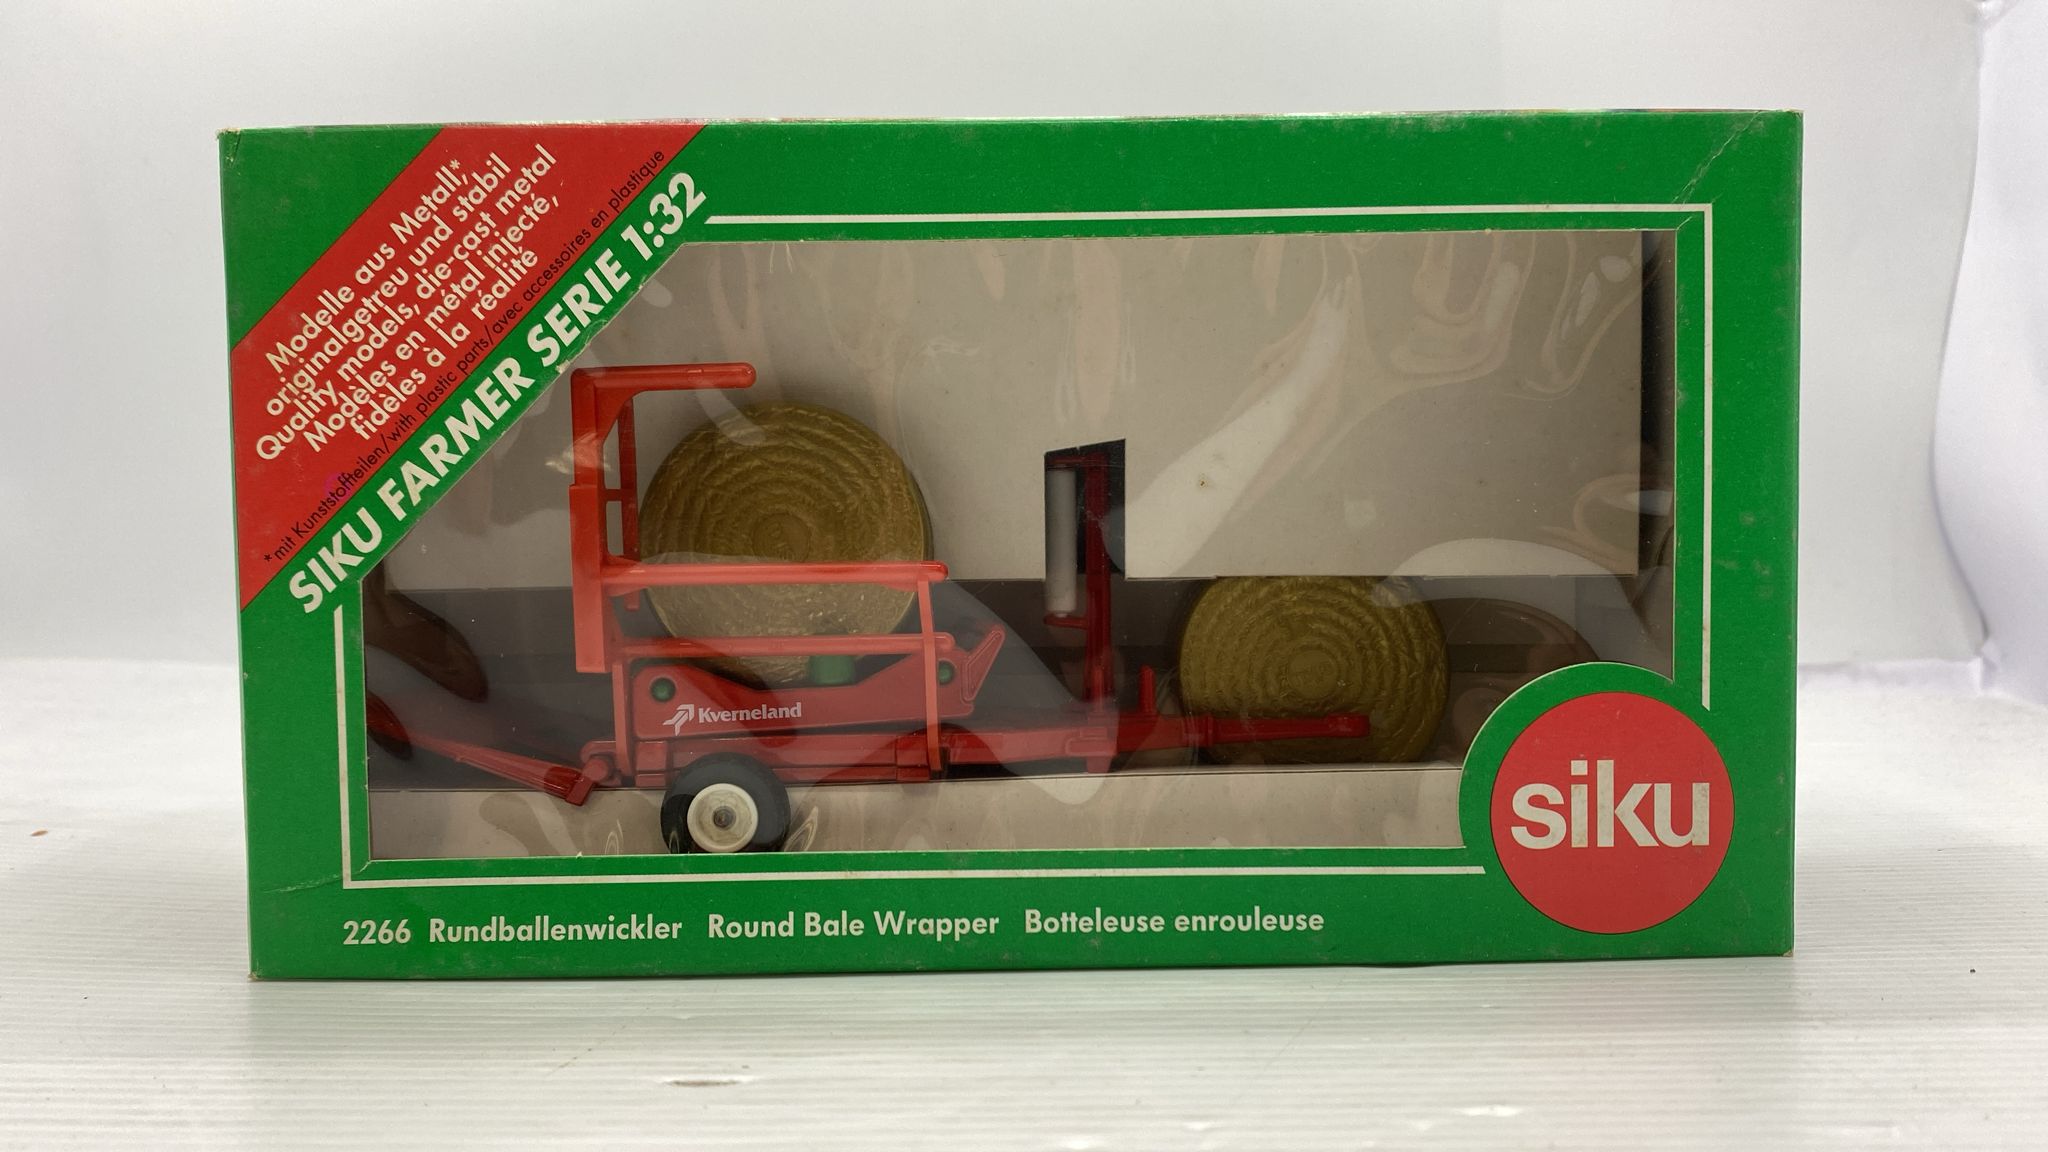 Modelle aus Metall,*
originalgetreu und stabil
Quality models, die-cast metal
Modèles en métal injecté,
fidèles à la réalité
*mit Kunststoffteilen/with plastic parts/avec accessoires en plastique
SIKU FARMER SERIE 1:32
Kverneland
siku
2266 Rundballenwickler Round Bale Wrapper Botteleuse enrouleuse